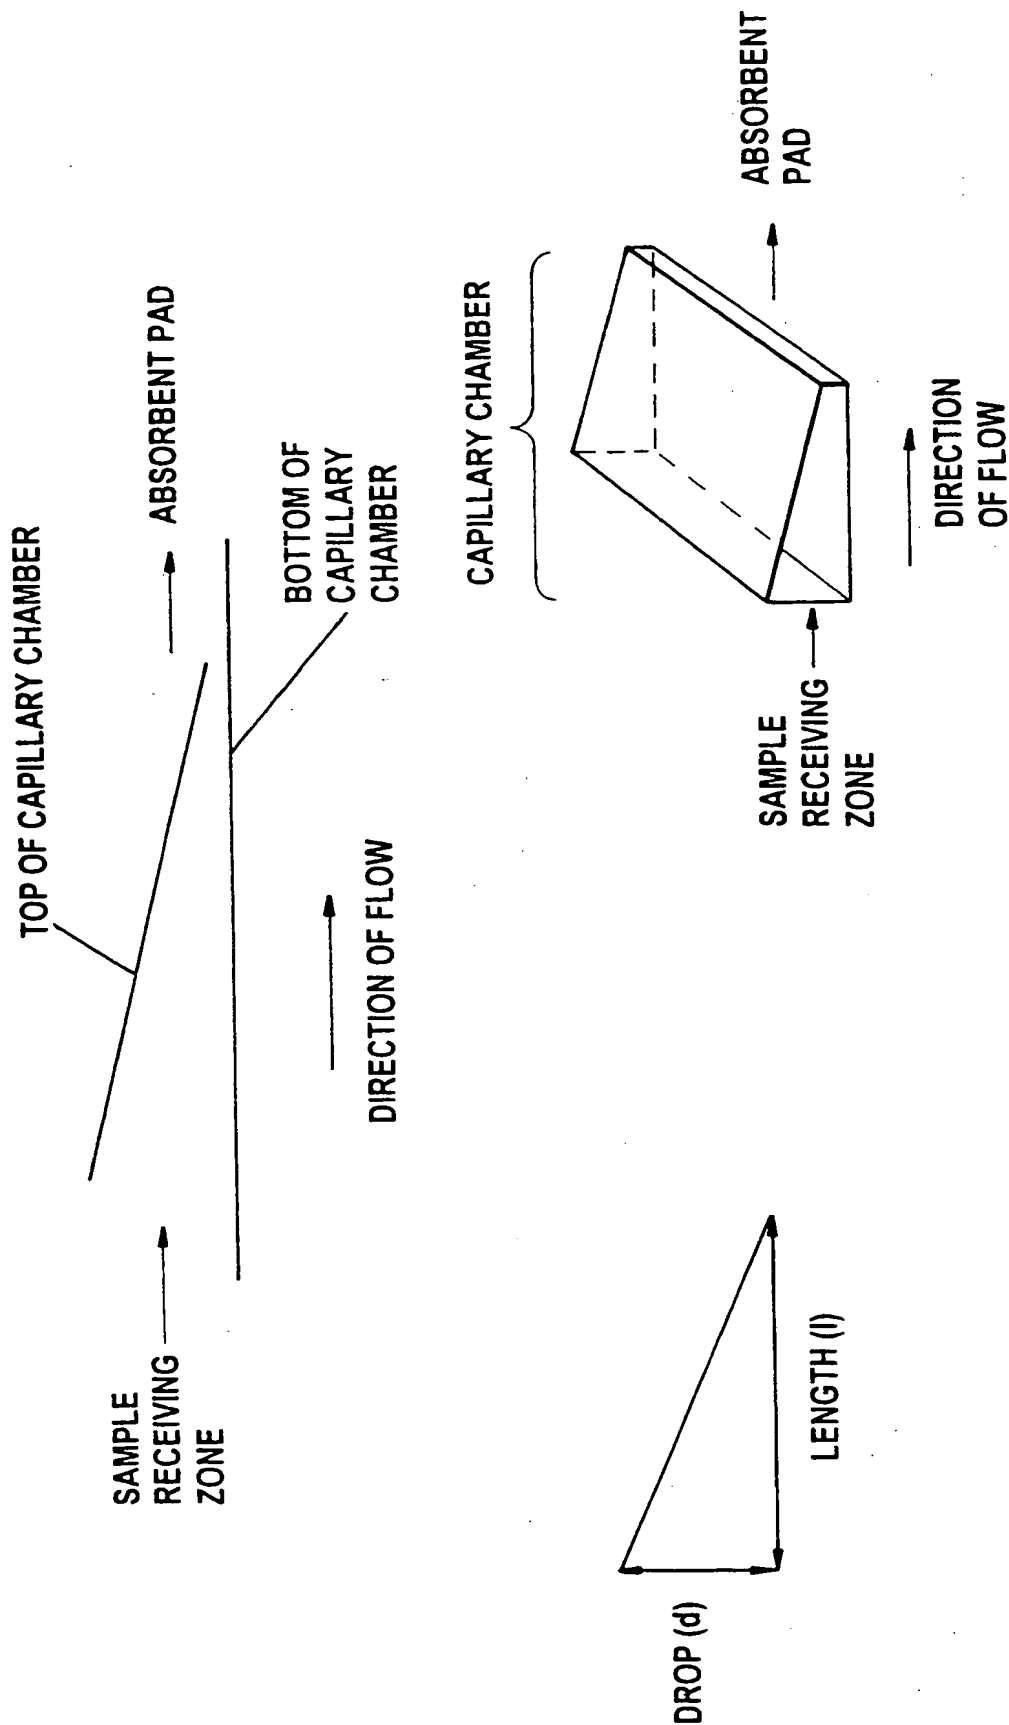 TOP OF CAPILLARY CHAMBER
SAMPLE
RECEIVING
ZONE
ABSORBENT PAD
BOTTOM OF
CAPILLARY
CHAMBER
DIRECTION OF FLOW
DROP (d)
LENGTH (l)
CAPILLARY CHAMBER
SAMPLE
RECEIVING
ZONE
ABSORBENT
PAD
DIRECTION
OF FLOW